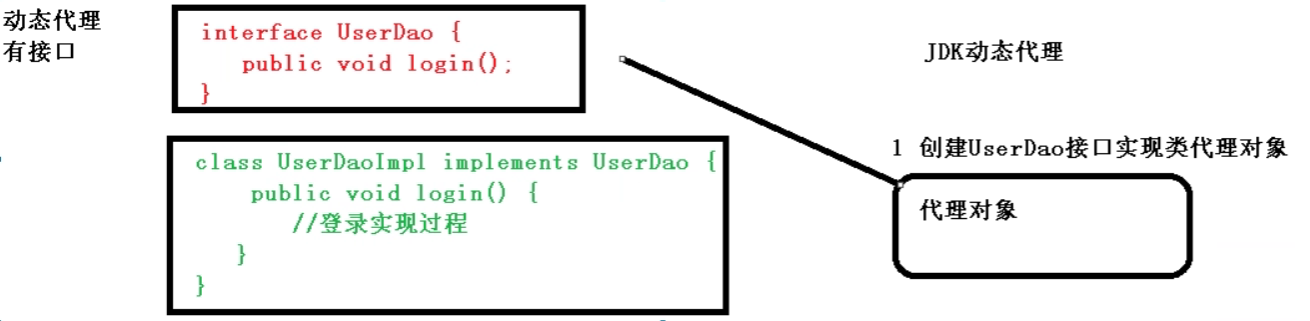 动态代理
有接口
interface UserDao {
public void login();
}
class UserDaoImpl implements UserDao {
public void login() {
//登录实现过程
}
}
JDK动态代理
1 创建UserDao接口实现类代理对象
代理对象